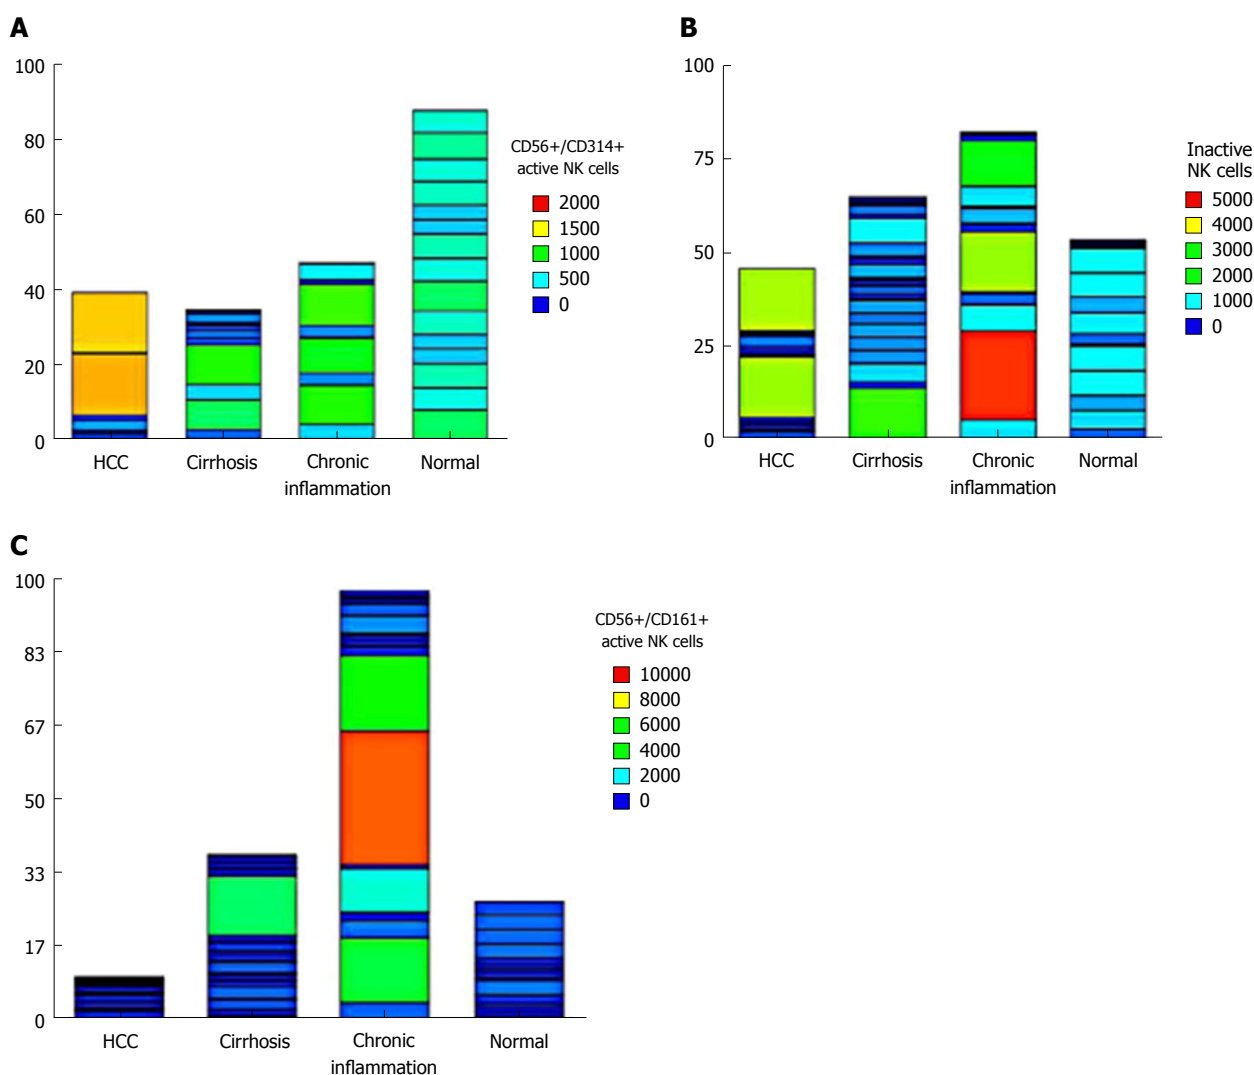 A
100
80
60
40
20
0
HCC
Cirrhosis
Chronic
inflammation
Normal
CD56+/CD314+
active NK cells
2000
1500
1000
500
0
B
100
75
50
25
0
HCC
Cirrhosis
Chronic
inflammation
Normal
Inactive
NK cells
5000
4000
3000
2000
1000
0
C
100
83
67
50
33
17
0
HCC
Cirrhosis
Chronic
inflammation
Normal
CD56+/CD161+
active NK cells
10000
8000
6000
4000
2000
0